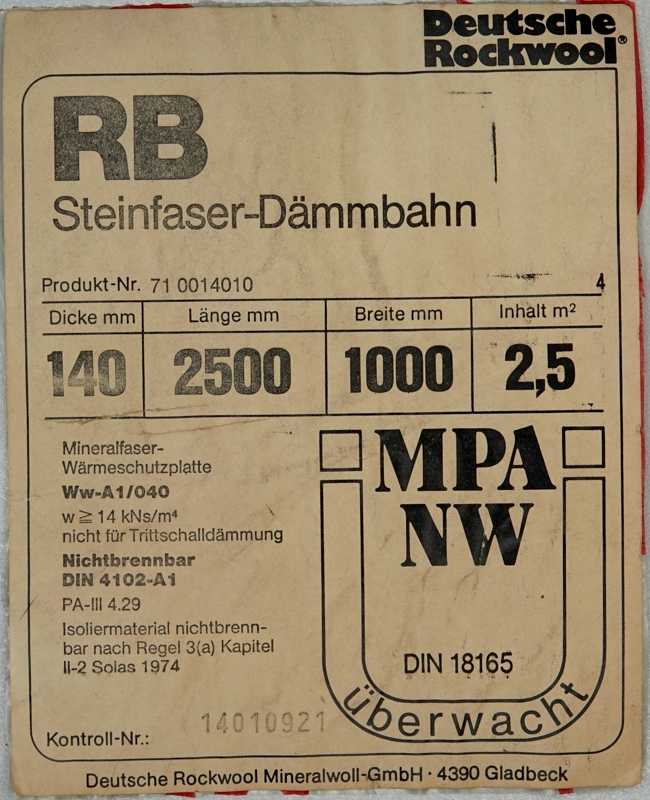 Deutsche
Rockwool®
RB
Steinfaser-Dämmbahn
Produkt-Nr. 71 0014010 4
Dicke mm Länge mm Breite mm Inhalt m²
140 2500 1000 2,5
Mineralfaser-
Wärmeschutzplatte
Ww-A1/040
w ≧ 14 kNs/m⁴
nicht für Trittschalldämmung
Nichtbrennbar
DIN 4102-A1
PA-III 4.29
Isoliermaterial nichtbrenn-
bar nach Regel 3(a) Kapitel
II-2 Solas 1974
MPA
NW
DIN 18165
überwacht
Kontroll-Nr.: 14010921
Deutsche Rockwool Mineralwoll-GmbH · 4390 Gladbeck